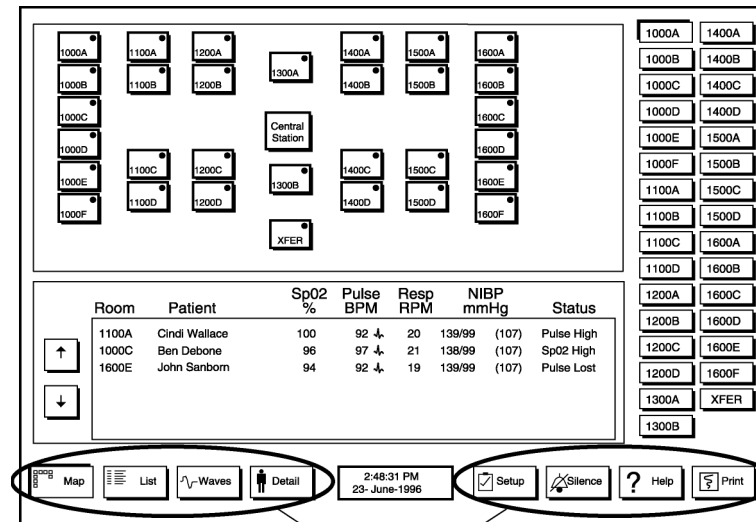 1000A 1100A 1200A 1300A 1400A 1500A 1600A
1000B 1100B 1200B 1400B 1500B 1600B
1000C Central Station 1600C
1000D 1600D
1100C 1200C 1400C 1500C
1000E 1300B 1600E
1100D 1200D 1400D 1500D
1000F 1600F
XFER
1000A 1400A
1000B 1400B
1000C 1400C
1000D 1400D
1000E 1500A
1000F 1500B
1100A 1500C
1100B 1500D
1100C 1600A
1100D 1600B
1200A 1600C
1200B 1600D
1200C 1600E
1200D 1600F
1300A XFER
1300B
Sp02 Pulse Resp NIBP
Room Patient % BPM RPM mmHg Status
1100A Cindi Wallace 100 92 20 139/99 (107) Pulse High
1000C Ben Debone 96 97 21 138/99 (107) Sp02 High
1600E John Sanborn 94 92 19 139/99 (107) Pulse Lost
Map List Waves Detail
2:48:31 PM
23- June-1996
Setup Silence ? Help Print